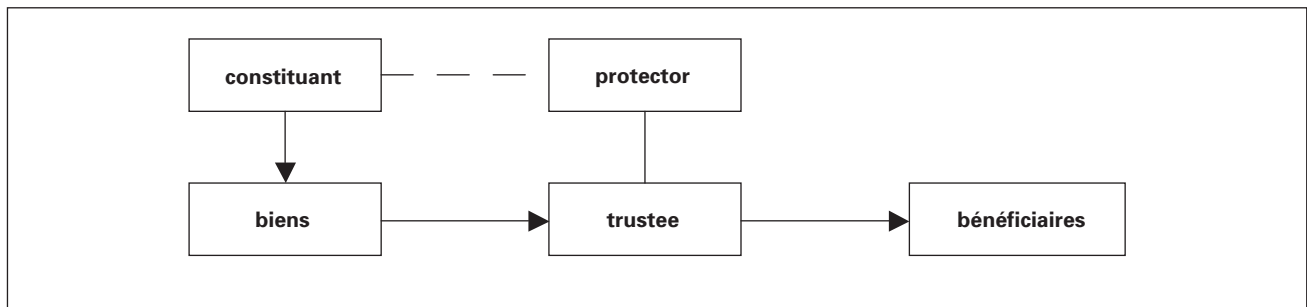 constituant
protector
biens
trustee
bénéficiaires